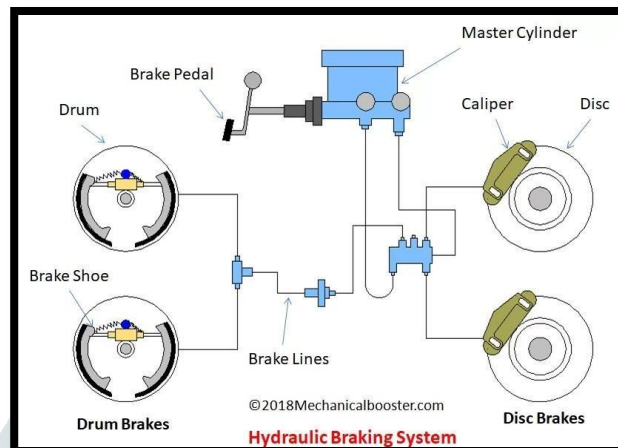 Master Cylinder
Brake Pedal
Drum
Caliper
Disc
Brake Shoe
Brake Lines
©2018Mechanicalbooster.com
Drum Brakes
Disc Brakes
Hydraulic Braking System